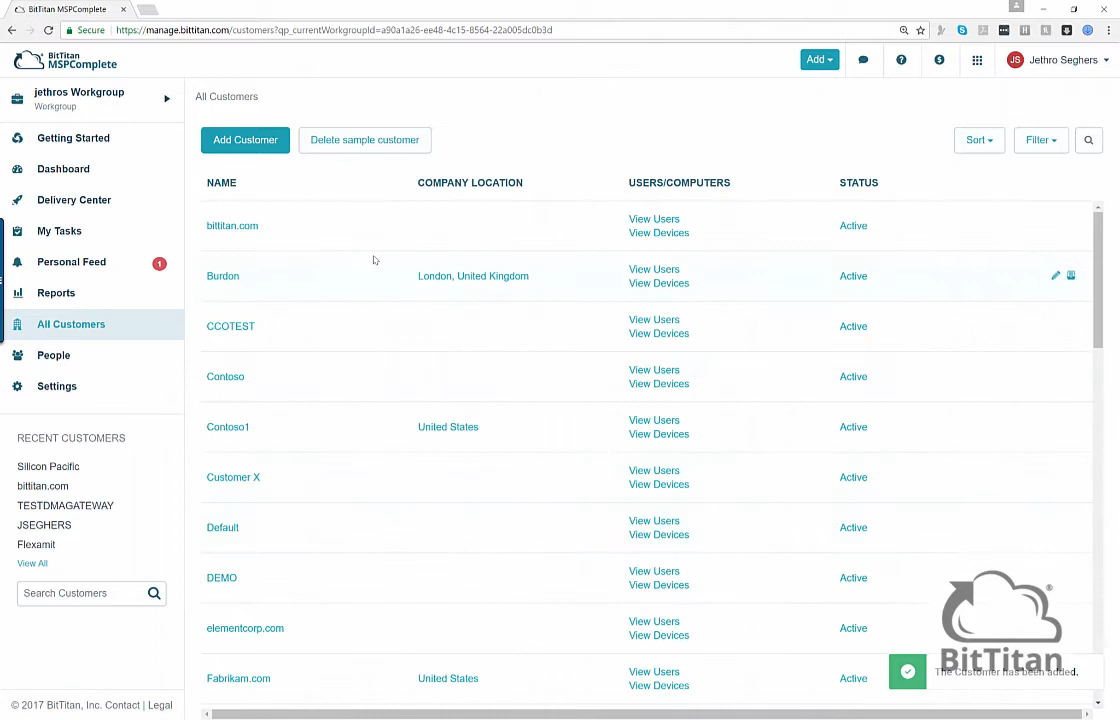 BitTitan MSPComplete
Secure
https://manage.bittitan.com/customers?qp_currentWorkgroupId=a90a1a26-ee48-4c15-8564-22a005dc0b3d
BitTitan
MSPComplete
Add
JS
Jethro Seghers
jethros Workgroup
Workgroup
Getting Started
Dashboard
Delivery Center
My Tasks
Personal Feed
1
Reports
All Customers
People
Settings
RECENT CUSTOMERS
Silicon Pacific
bittitan.com
TESTDMAGATEWAY
JSEGHERS
Flexamit
View All
Search Customers
© 2017 BitTitan, Inc. Contact | Legal
All Customers
Add Customer
Delete sample customer
Sort
Filter
NAME COMPANY LOCATION USERS/COMPUTERS STATUS
bittitan.com View Users Active
View Devices
Burdon London, United Kingdom View Users Active
View Devices
CCOTEST View Users Active
View Devices
Contoso View Users Active
View Devices
Contoso1 United States View Users Active
View Devices
Customer X View Users Active
View Devices
Default View Users Active
View Devices
DEMO View Users Active
View Devices
elementcorp.com View Users Active
View Devices
Fabrikam.com United States View Users Active
View Devices
BitTitan
The Customer has been added.